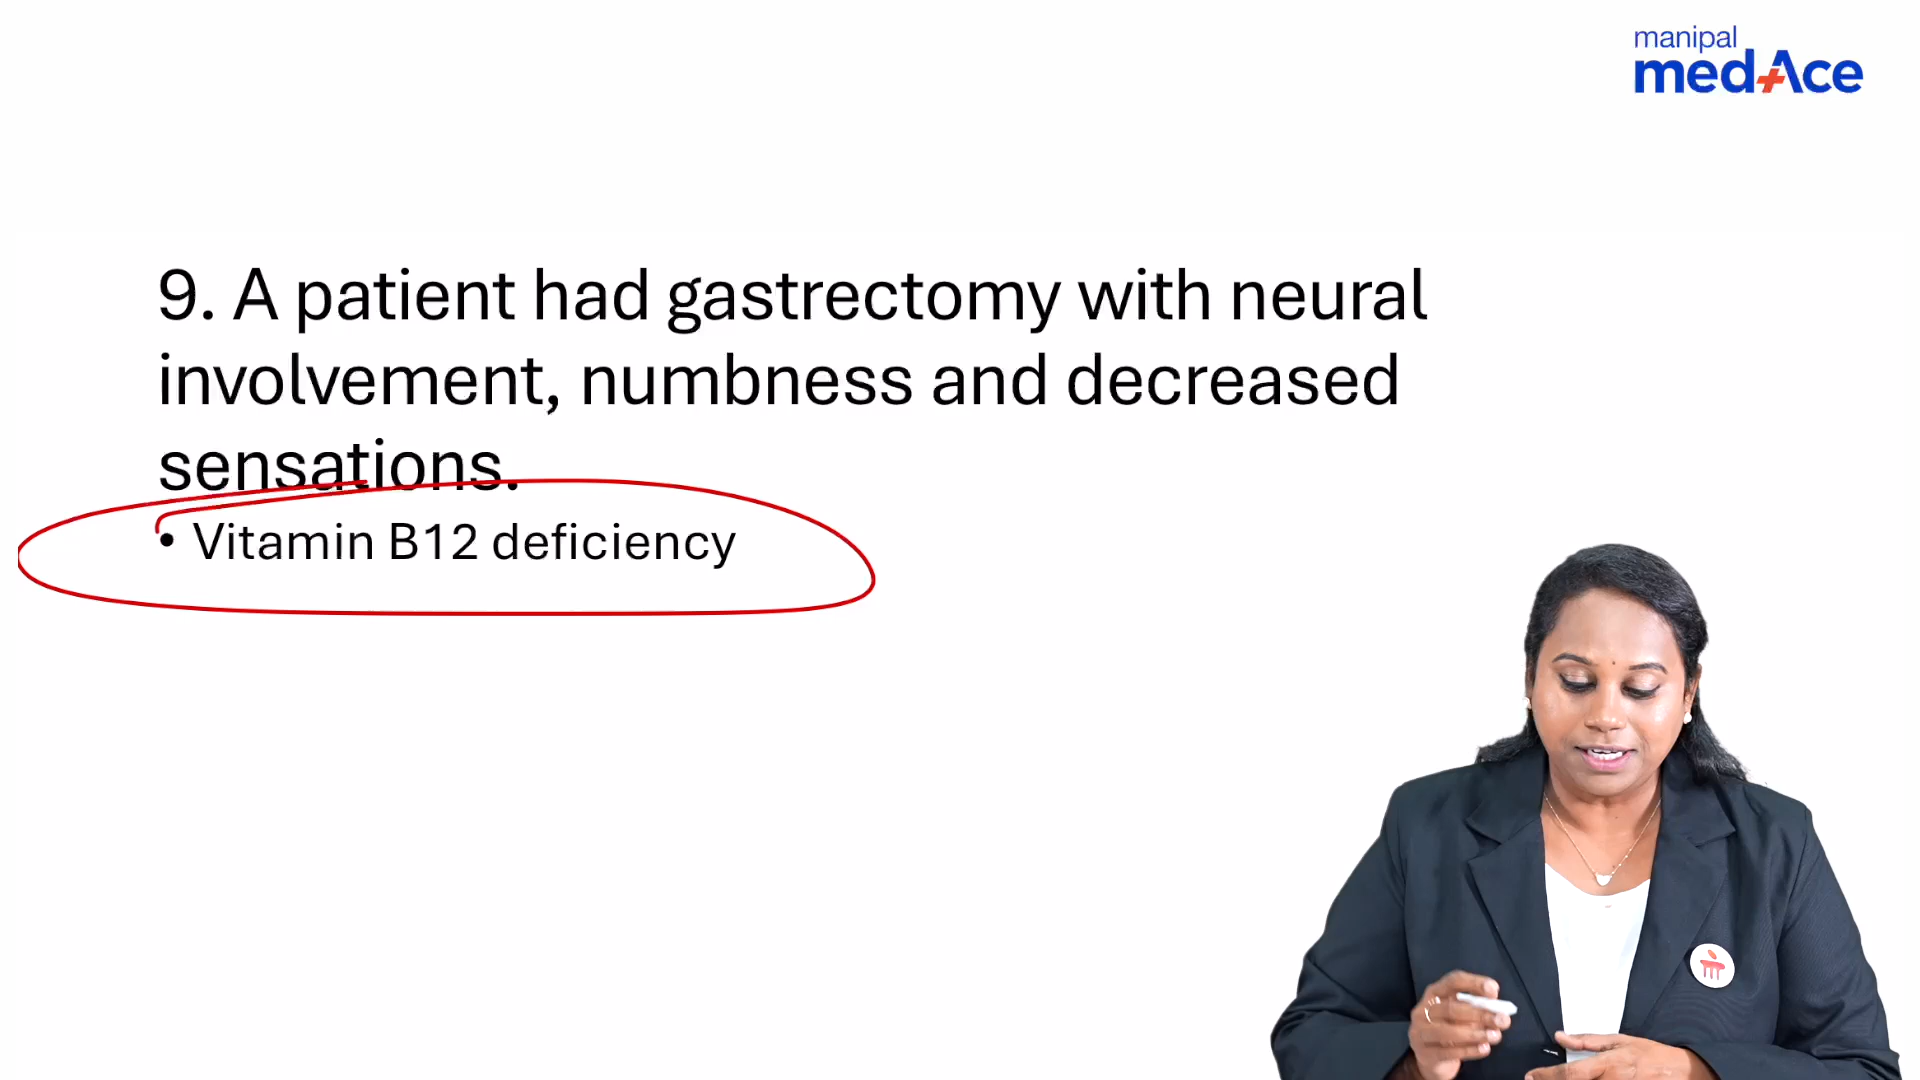 manipal
medAce
9. A patient had gastrectomy with neural
involvement, numbness and decreased
sensations.
• Vitamin B12 deficiency